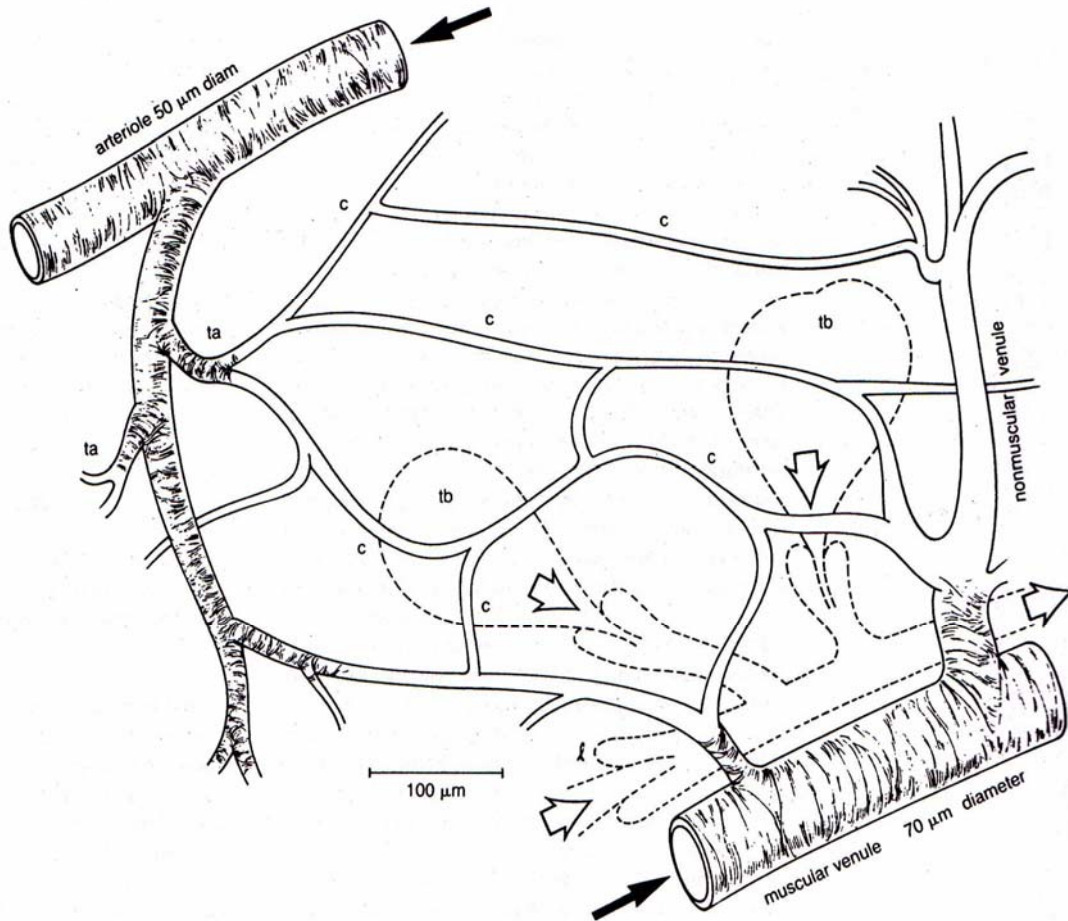 arteriole 50 μm diam
c
c
ta
c
tb
nonmuscular venule
ta
c
tb
c
c
ℓ
100 μm
muscular venule 70 μm diameter